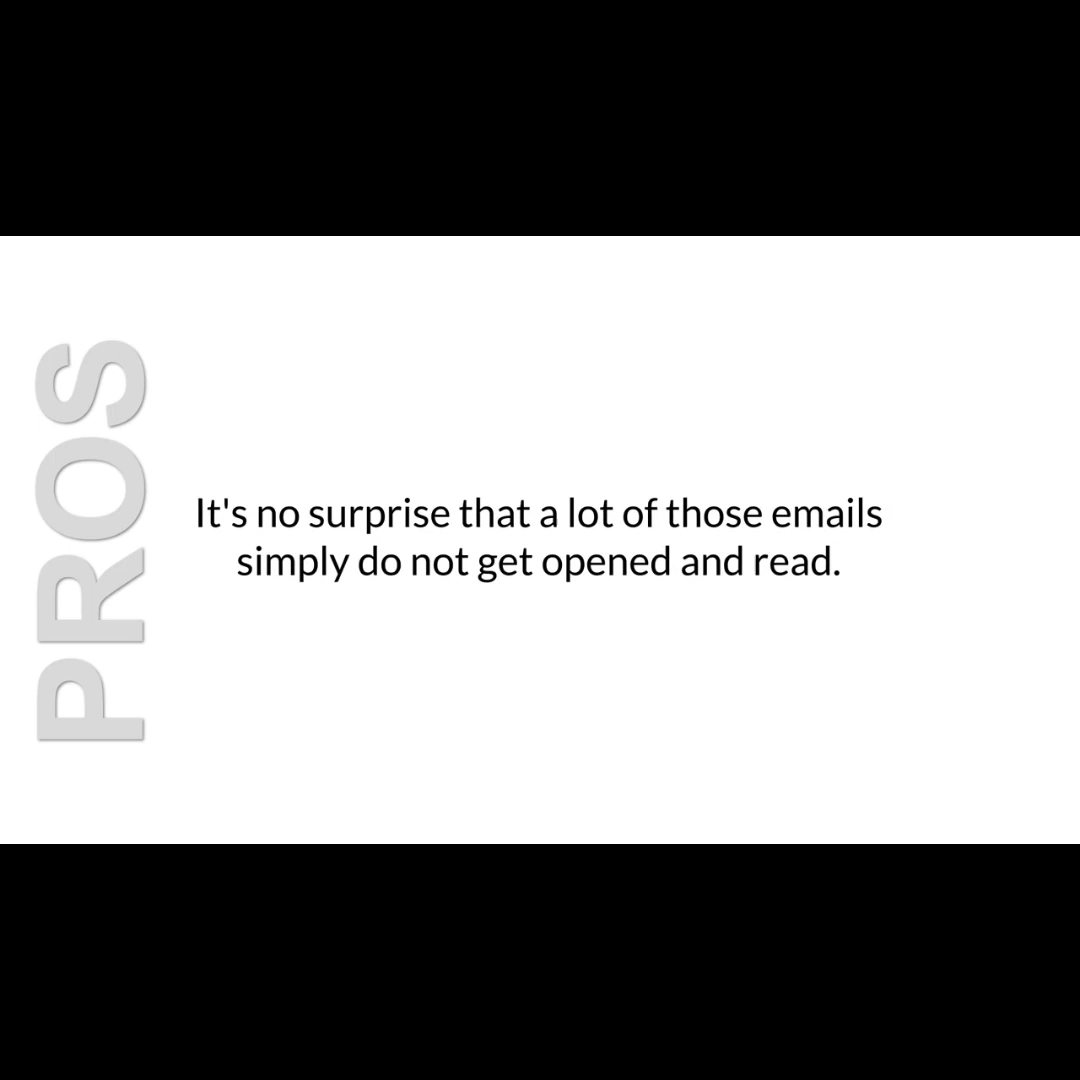 PROS
It's no surprise that a lot of those emails
simply do not get opened and read.